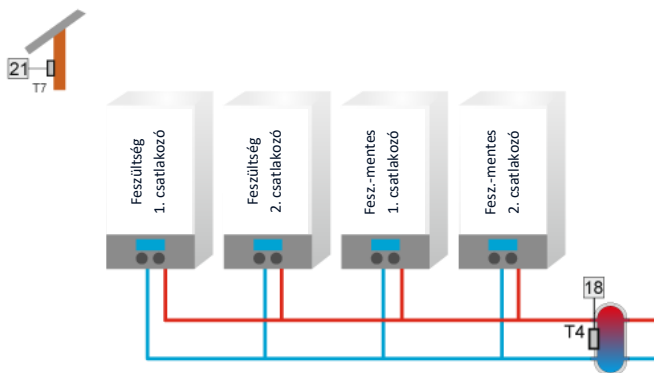 21
T7
Feszültség
1. csatlakozó
Feszültség
2. csatlakozó
Fesz.-mentes
1. csatlakozó
Fesz.-mentes
2. csatlakozó
18
T4